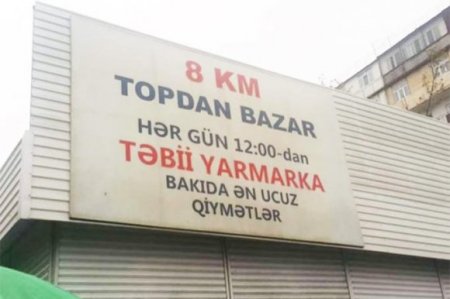 8 KM
TOPDAN BAZAR
HƏR GÜN 12:00-dan
TƏBİİ YARMARKA
BAKIDA ƏN UCUZ
QİYMƏTLƏR